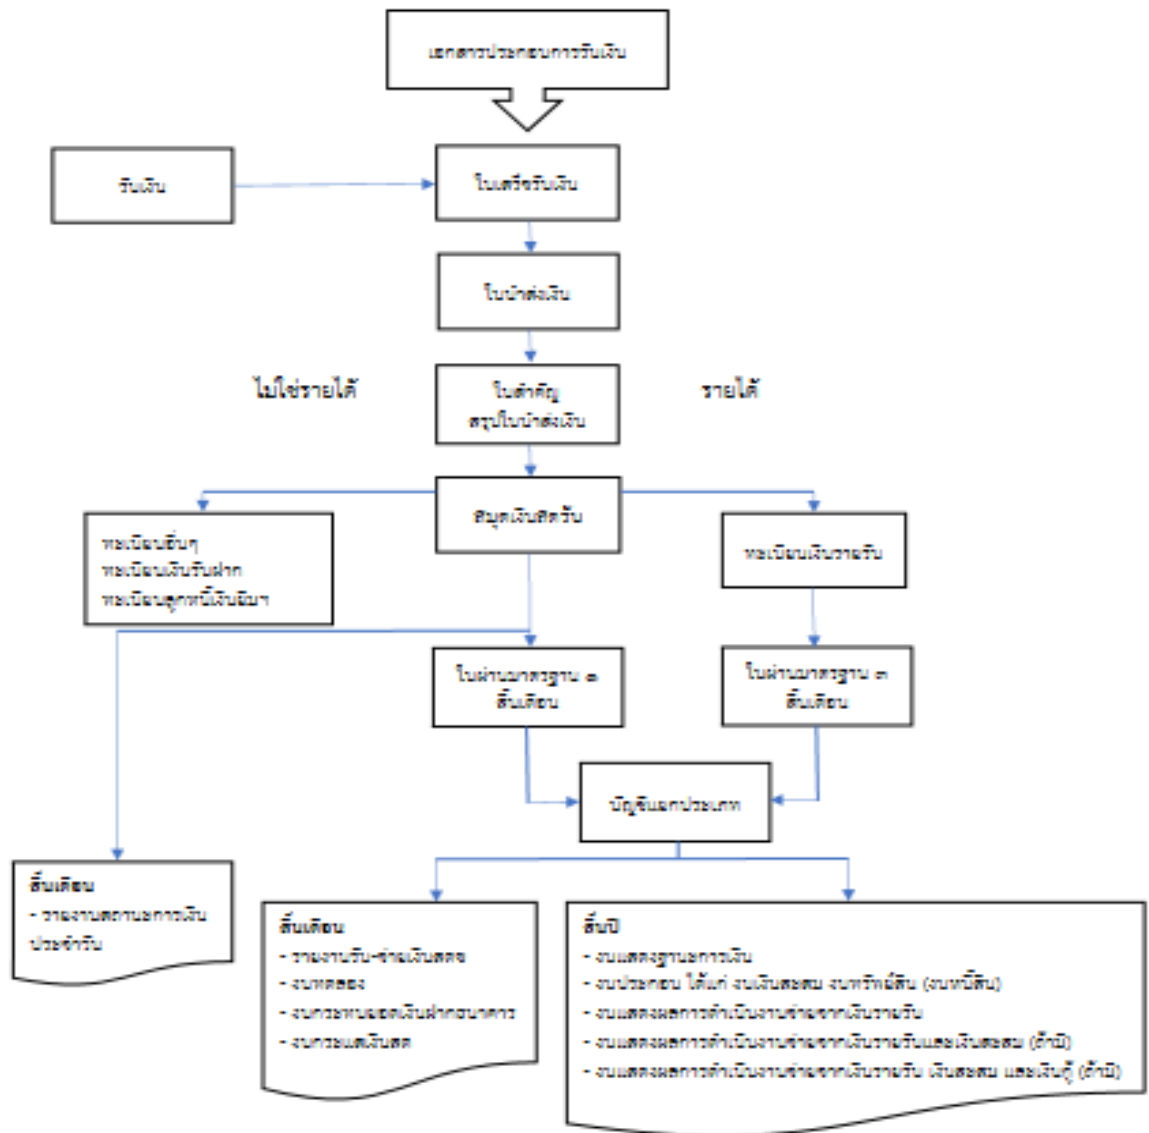 เอกสารประกอบการรับเงิน
รับเงิน
ใบเสร็จรับเงิน
ใบนำส่งเงิน
ไม่ใช่รายได้
ใบสำคัญ
สรุปใบนำส่งเงิน
รายได้
สมุดเงินสดรับ
ทะเบียนอื่นๆ
ทะเบียนเงินรับฝาก
ทะเบียนลูกหนี้เงินยืมฯ
ทะเบียนเงินรายรับ
ใบผ่านมาตรฐาน ๑
สิ้นเดือน
ใบผ่านมาตรฐาน ๓
สิ้นเดือน
บัญชีแยกประเภท
สิ้นเดือน
- รายงานสถานะการเงิน
ประจำวัน
สิ้นเดือน
- รายงานรับ-จ่ายเงินสดฯ
- งบทดลอง
- งบกระทบยอดเงินฝากธนาคาร
- งบกระแสเงินสด
สิ้นปี
- งบแสดงฐานะการเงิน
- งบประกอบ ได้แก่ งบเงินสะสม งบทรัพย์สิน (งบหนี้สิน)
- งบแสดงผลการดำเนินงานจ่ายจากเงินรายรับ
- งบแสดงผลการดำเนินงานจ่ายจากเงินรายรับและเงินสะสม (ถ้ามี)
- งบแสดงผลการดำเนินงานจ่ายจากเงินรายรับ เงินสะสม และเงินกู้ (ถ้ามี)